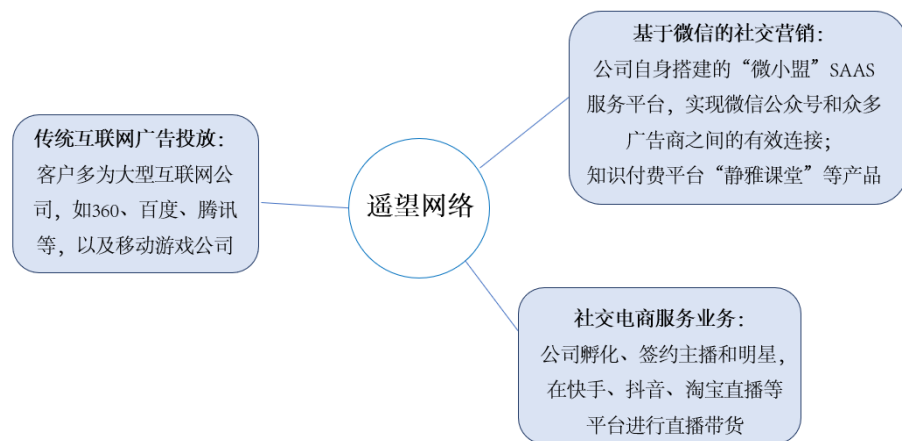 基于微信的社交营销：
公司自身搭建的“微小盟”SAAS
服务平台，实现微信公众号和众多
广告商之间的有效连接；
知识付费平台“静雅课堂”等产品
传统互联网广告投放：
客户多为大型互联网公
司，如360、百度、腾讯
等，以及移动游戏公司
遥望网络
社交电商服务业务：
公司孵化、签约主播和明星，
在快手、抖音、淘宝直播等
平台进行直播带货